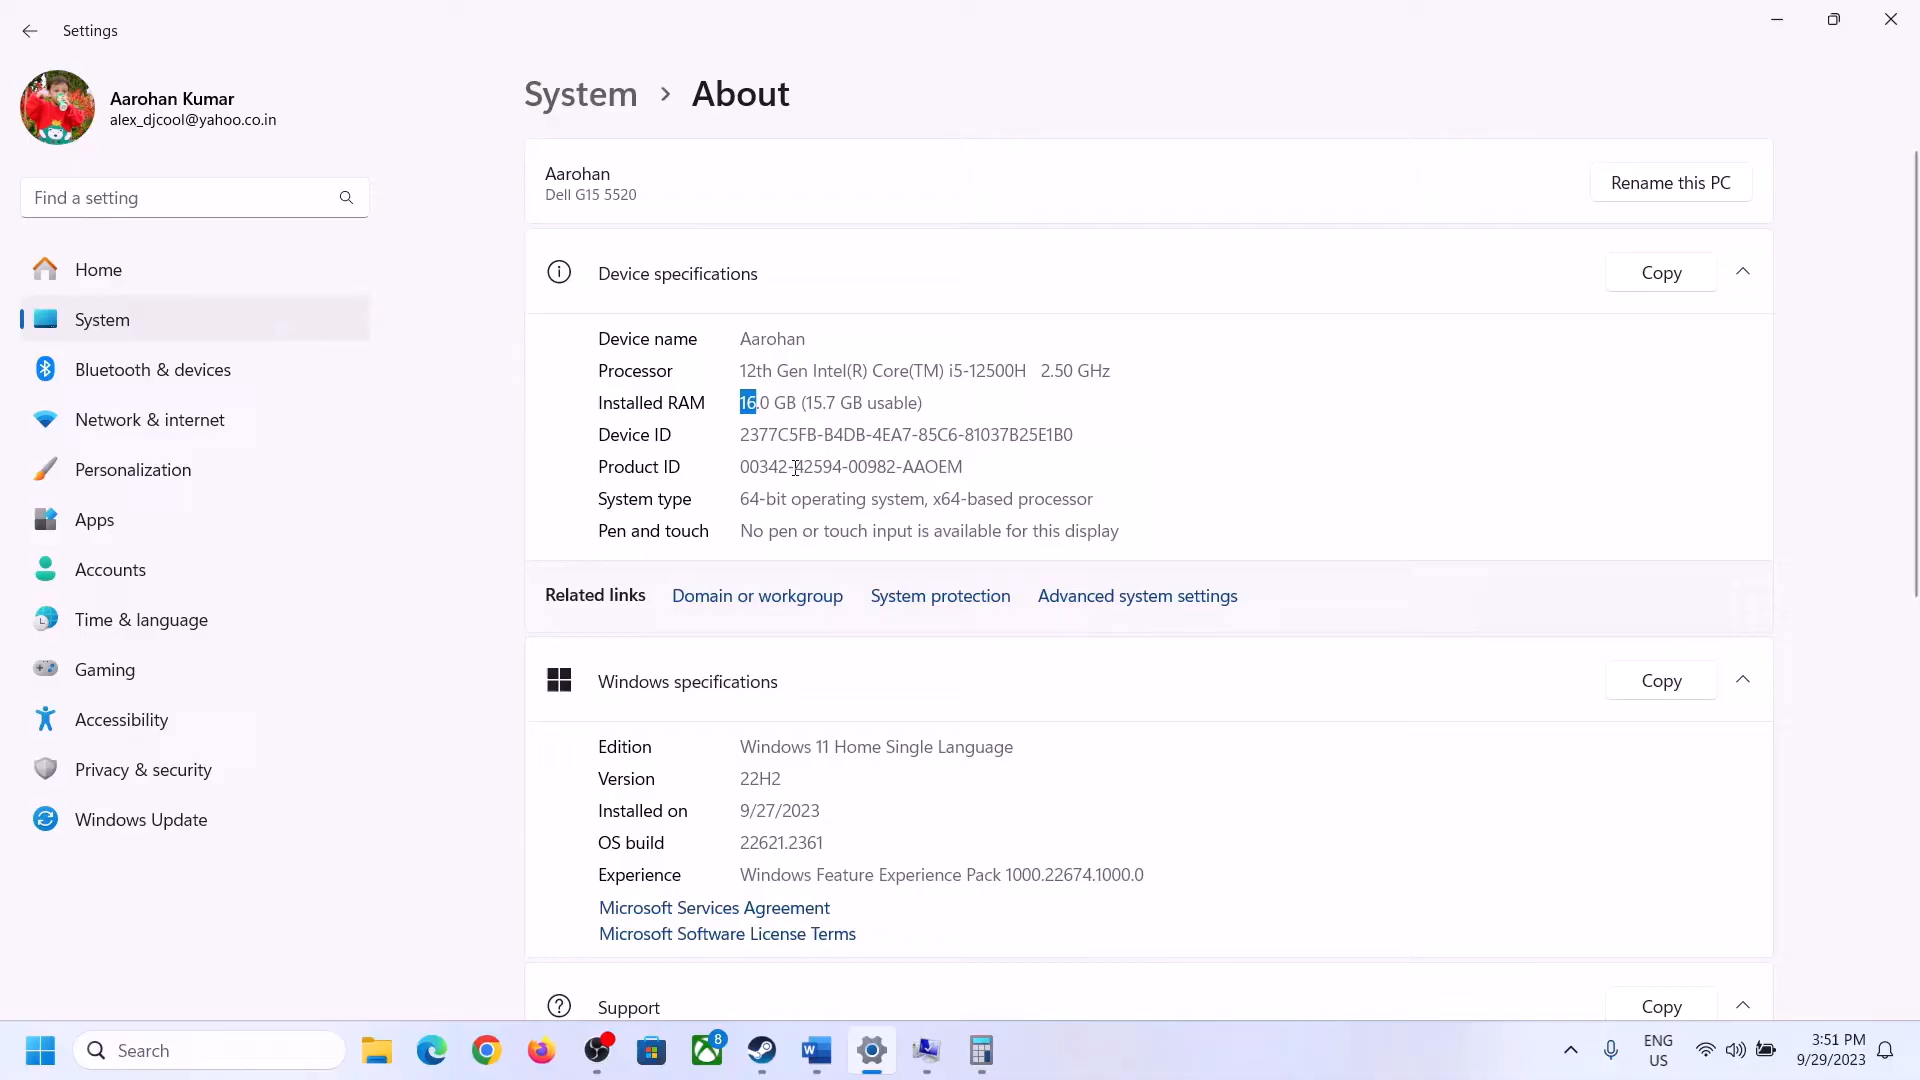 Settings
Aarohan Kumar
alex_djcool@yahoo.co.in
Find a setting
Home
System
Bluetooth & devices
Network & internet
Personalization
Apps
Accounts
Time & language
Gaming
Accessibility
Privacy & security
Windows Update
System > About
Aarohan
Dell G15 5520
Rename this PC
Device specifications
Copy
Device name Aarohan
Processor 12th Gen Intel(R) Core(TM) i5-12500H 2.50 GHz
Installed RAM 16.0 GB (15.7 GB usable)
Device ID 2377C5FB-B4DB-4EA7-85C6-81037B25E1B0
Product ID 00342-42594-00982-AAOEM
System type 64-bit operating system, x64-based processor
Pen and touch No pen or touch input is available for this display
Related links Domain or workgroup System protection Advanced system settings
Windows specifications
Copy
Edition Windows 11 Home Single Language
Version 22H2
Installed on 9/27/2023
OS build 22621.2361
Experience Windows Feature Experience Pack 1000.22674.1000.0
Microsoft Services Agreement
Microsoft Software License Terms
Support
Copy
Search
8
ENG
US
3:51 PM
9/29/2023